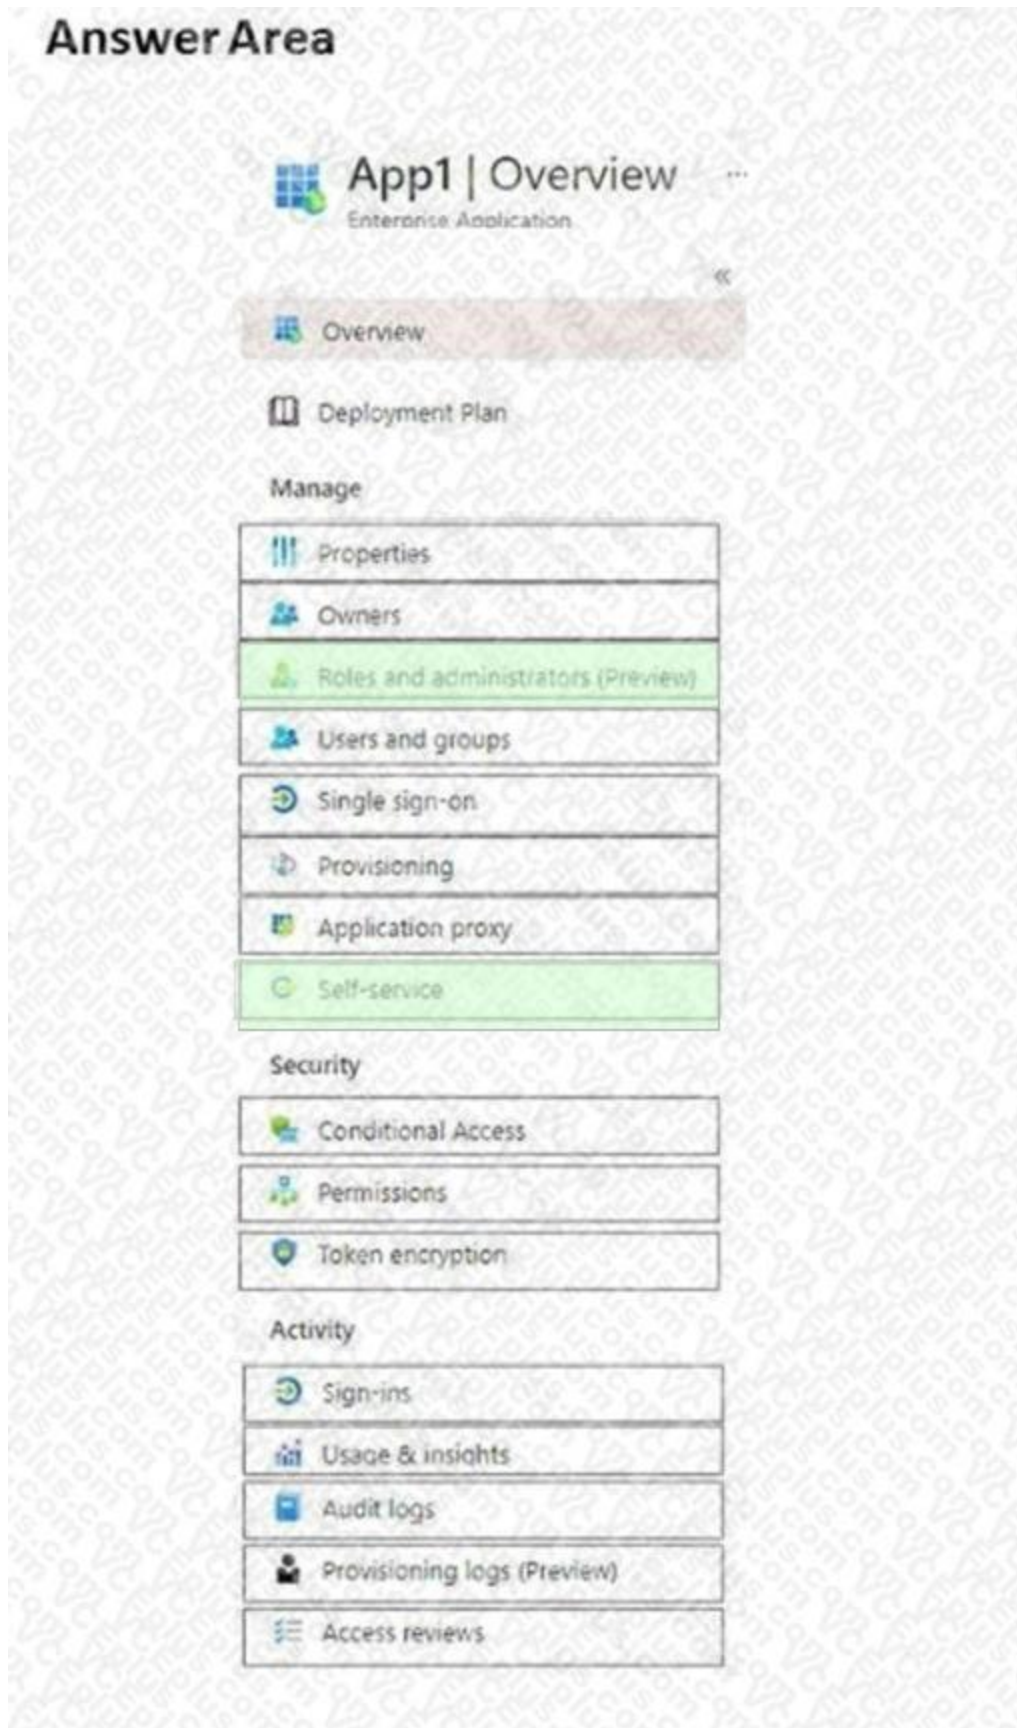 Answer Area
App1 | Overview
Enterprise Application
Overview
Deployment Plan
Manage
Properties
Owners
Roles and administrators (Preview)
Users and groups
Single sign-on
Provisioning
Application proxy
Self-service
Security
Conditional Access
Permissions
Token encryption
Activity
Sign-ins
Usage & insights
Audit logs
Provisioning logs (Preview)
Access reviews